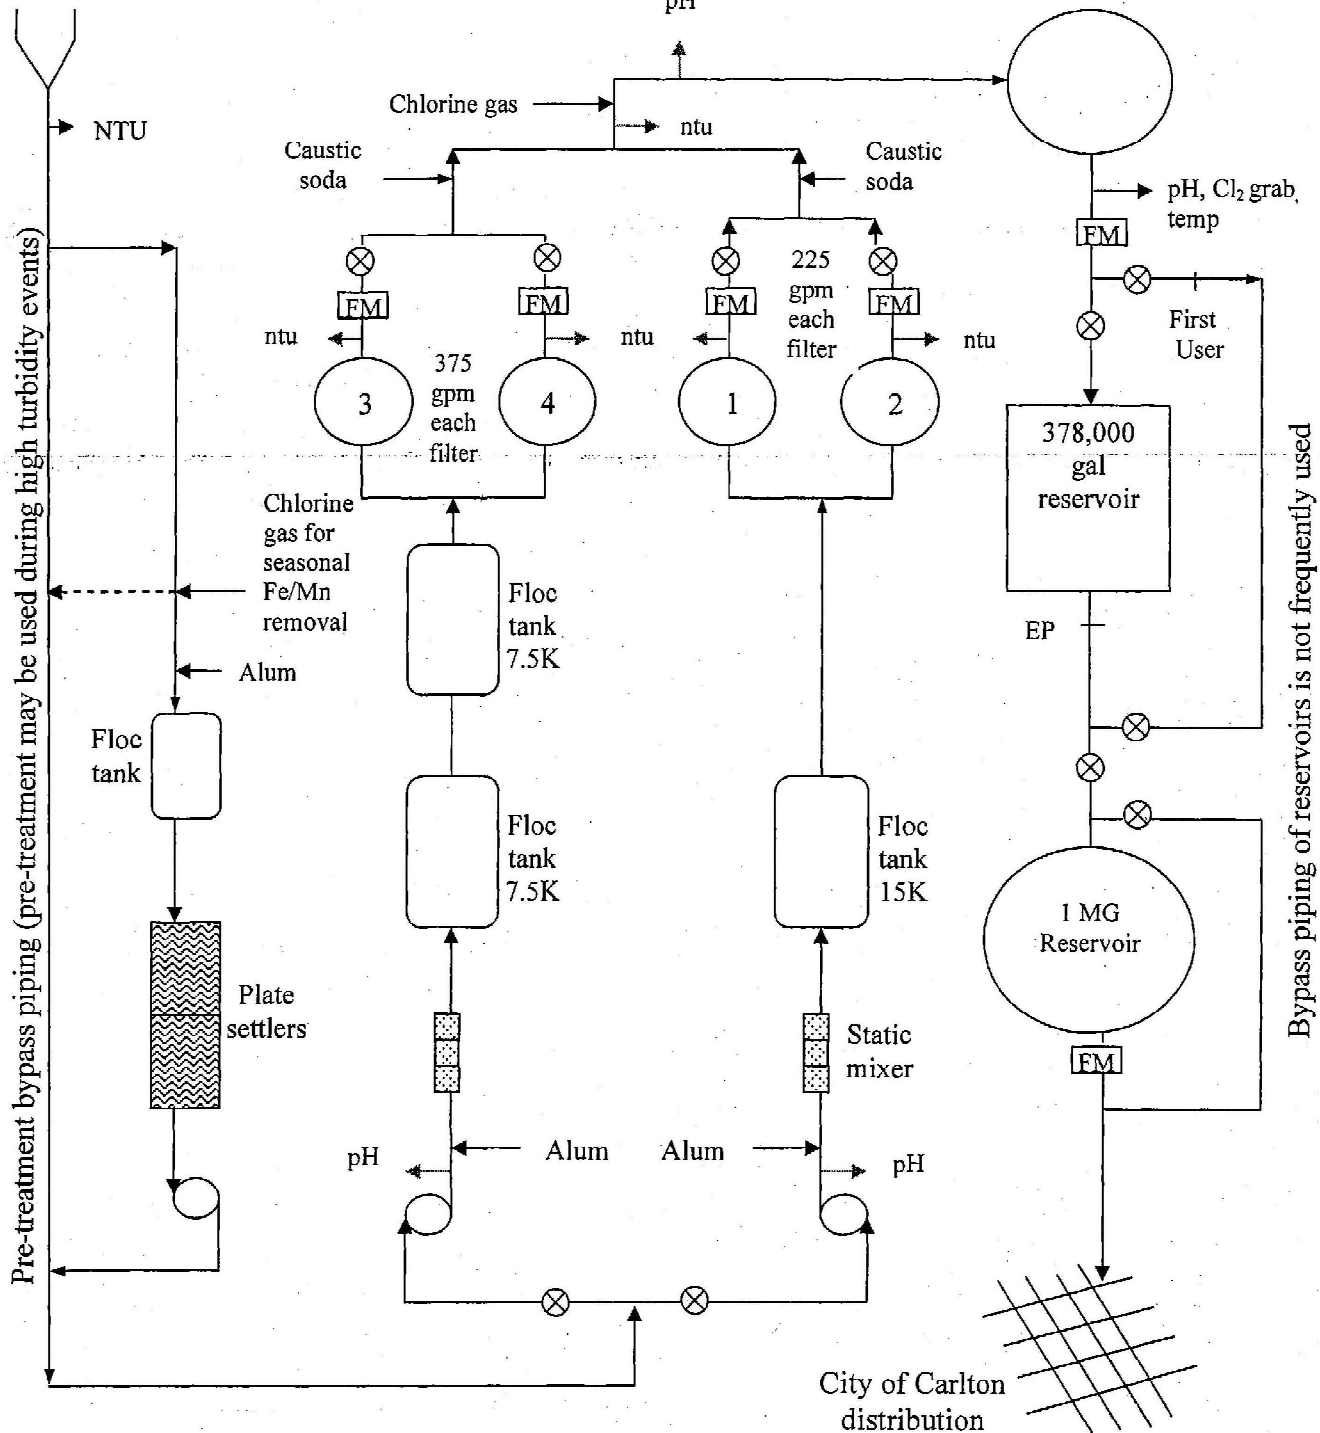 pH
Chlorine gas
ntu
NTU
Caustic
soda
Caustic
soda
pH, Cl₂ grab,
temp
FM
First
User
FM
FM
FM
FM
225
gpm
each
filter
ntu
ntu
ntu
3
4
1
2
375
gpm
each
filter
378,000
gal
reservoir
Chlorine
gas for
seasonal
Fe/Mn
removal
Alum
Floc
tank
7.5K
EP
Floc
tank
Floc
tank
7.5K
Floc
tank
15K
1 MG
Reservoir
Plate
settlers
Static
mixer
FM
pH
Alum
Alum
pH
City of Carlton
distribution
Pre-treatment bypass piping (pre-treatment may be used during high turbidity events)
Bypass piping of reservoirs is not frequently used